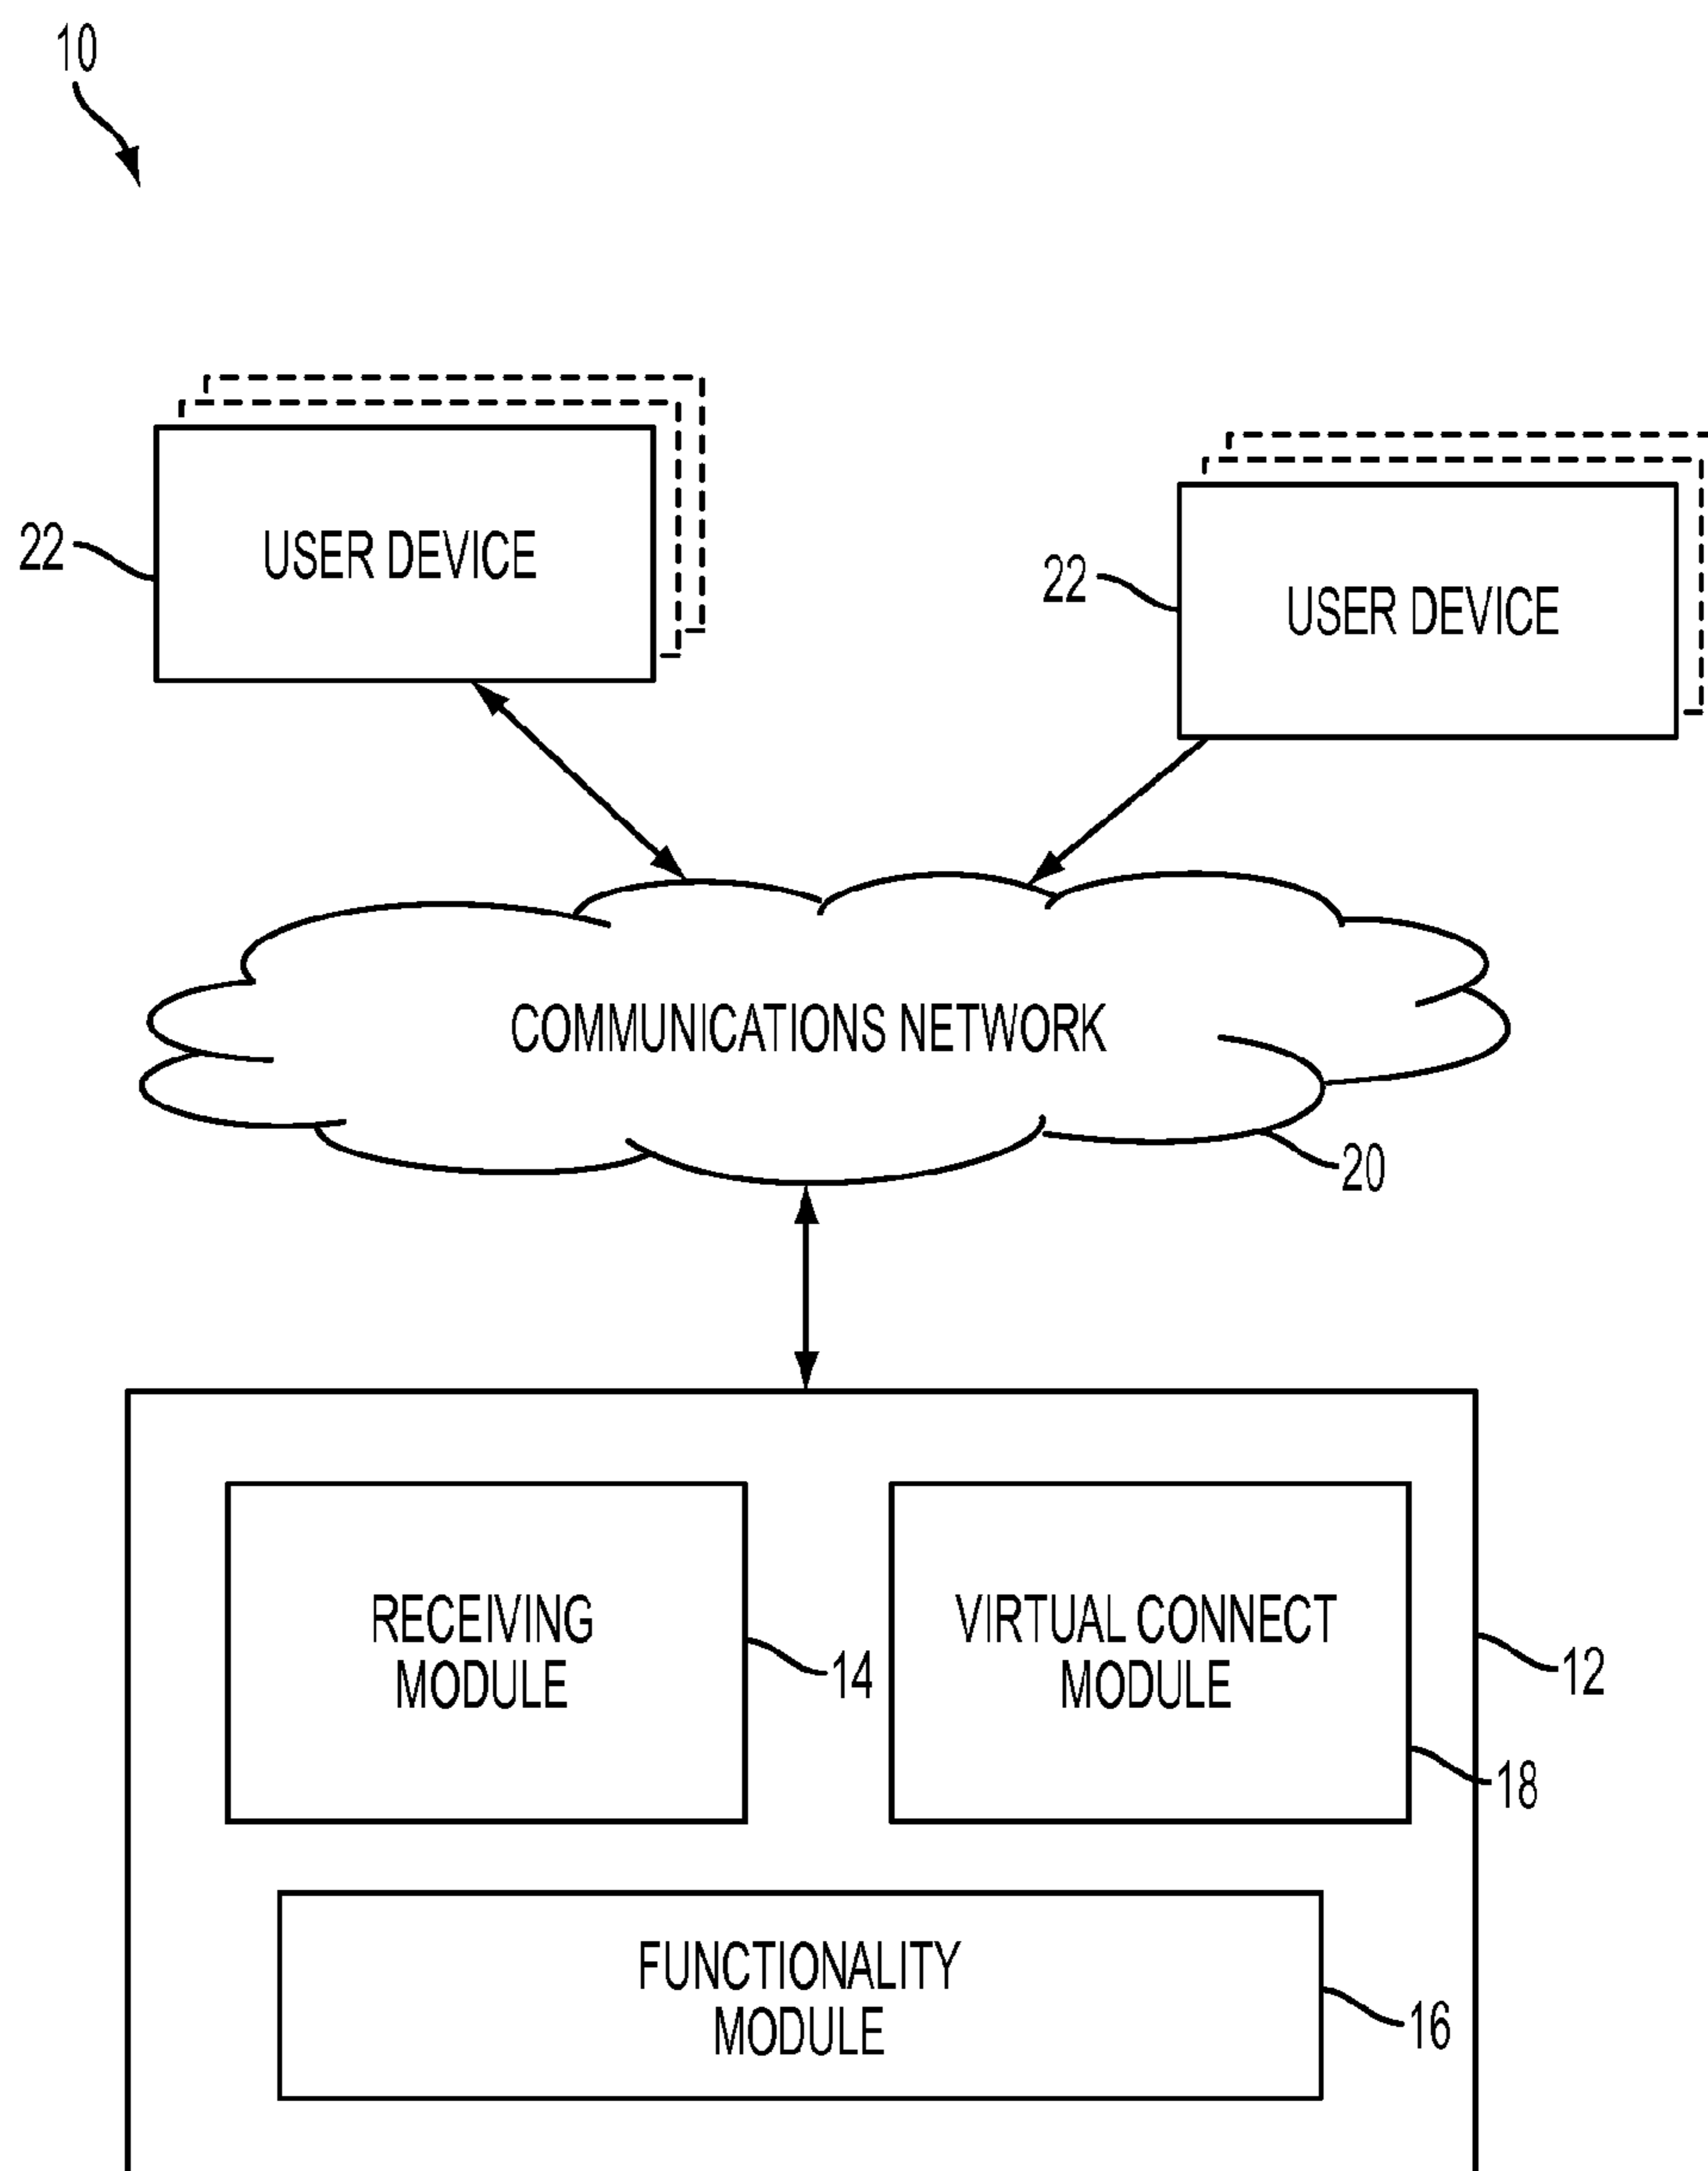 10
22
USER DEVICE
22
USER DEVICE
COMMUNICATIONS NETWORK
20
RECEIVING
MODULE
14
VIRTUAL CONNECT
MODULE
12
18
FUNCTIONALITY
MODULE
16